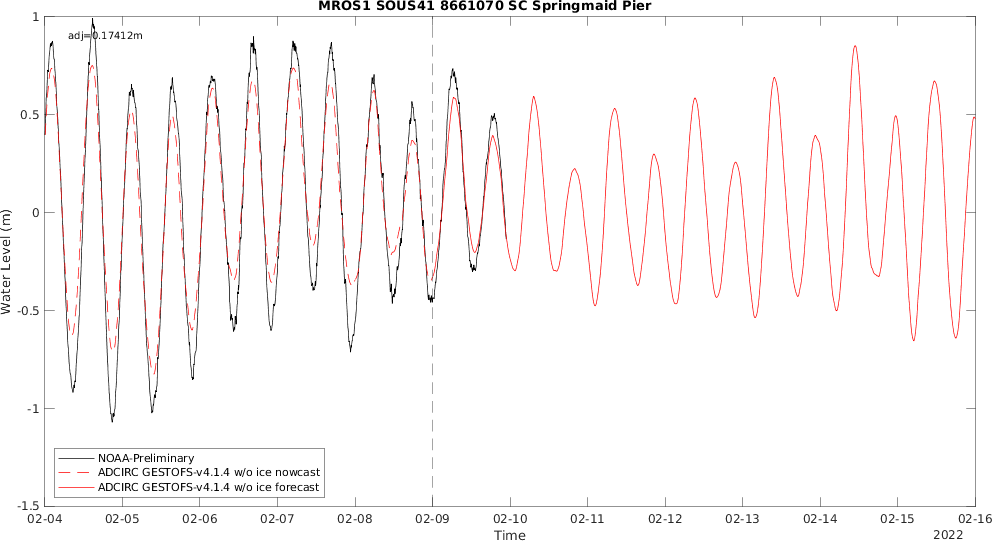 MROS1 SOUS41 8661070 SC Springmaid Pier
adj=0.17412m
1
0.5
0
-0.5
-1
-1.5
Water Level (m)
NOAA-Preliminary
ADCIRC GESTOFS-v4.1.4 w/o ice nowcast
ADCIRC GESTOFS-v4.1.4 w/o ice forecast
02-04 02-05 02-06 02-07 02-08 02-09 02-10 02-11 02-12 02-13 02-14 02-15 02-16
Time
2022